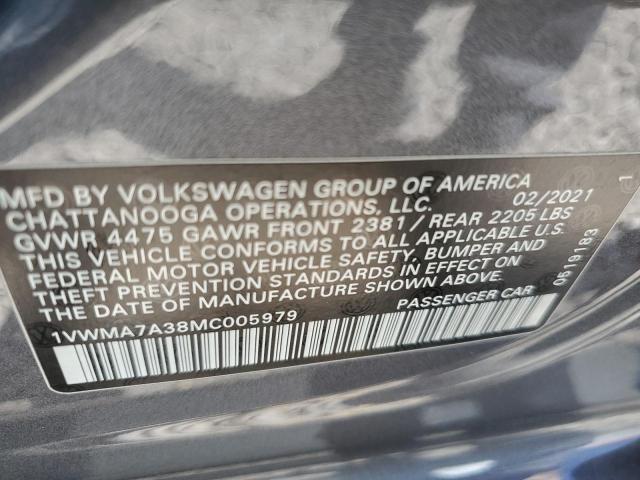 MFD BY VOLKSWAGEN GROUP OF AMERICA 02/2021
CHATTANOOGA OPERATIONS, LLC.
GVWR 4475 GAWR FRONT 2381/ REAR 2205 LBS
THIS VEHICLE CONFORMS TO ALL APPLICABLE U.S.
FEDERAL MOTOR VEHICLE SAFETY, BUMPER AND
THEFT PREVENTION STANDARDS IN EFFECT ON
THE DATE OF MANUFACTURE SHOWN ABOVE.
1VWMA7A38MC005979 PASSENGER CAR
0519183
1